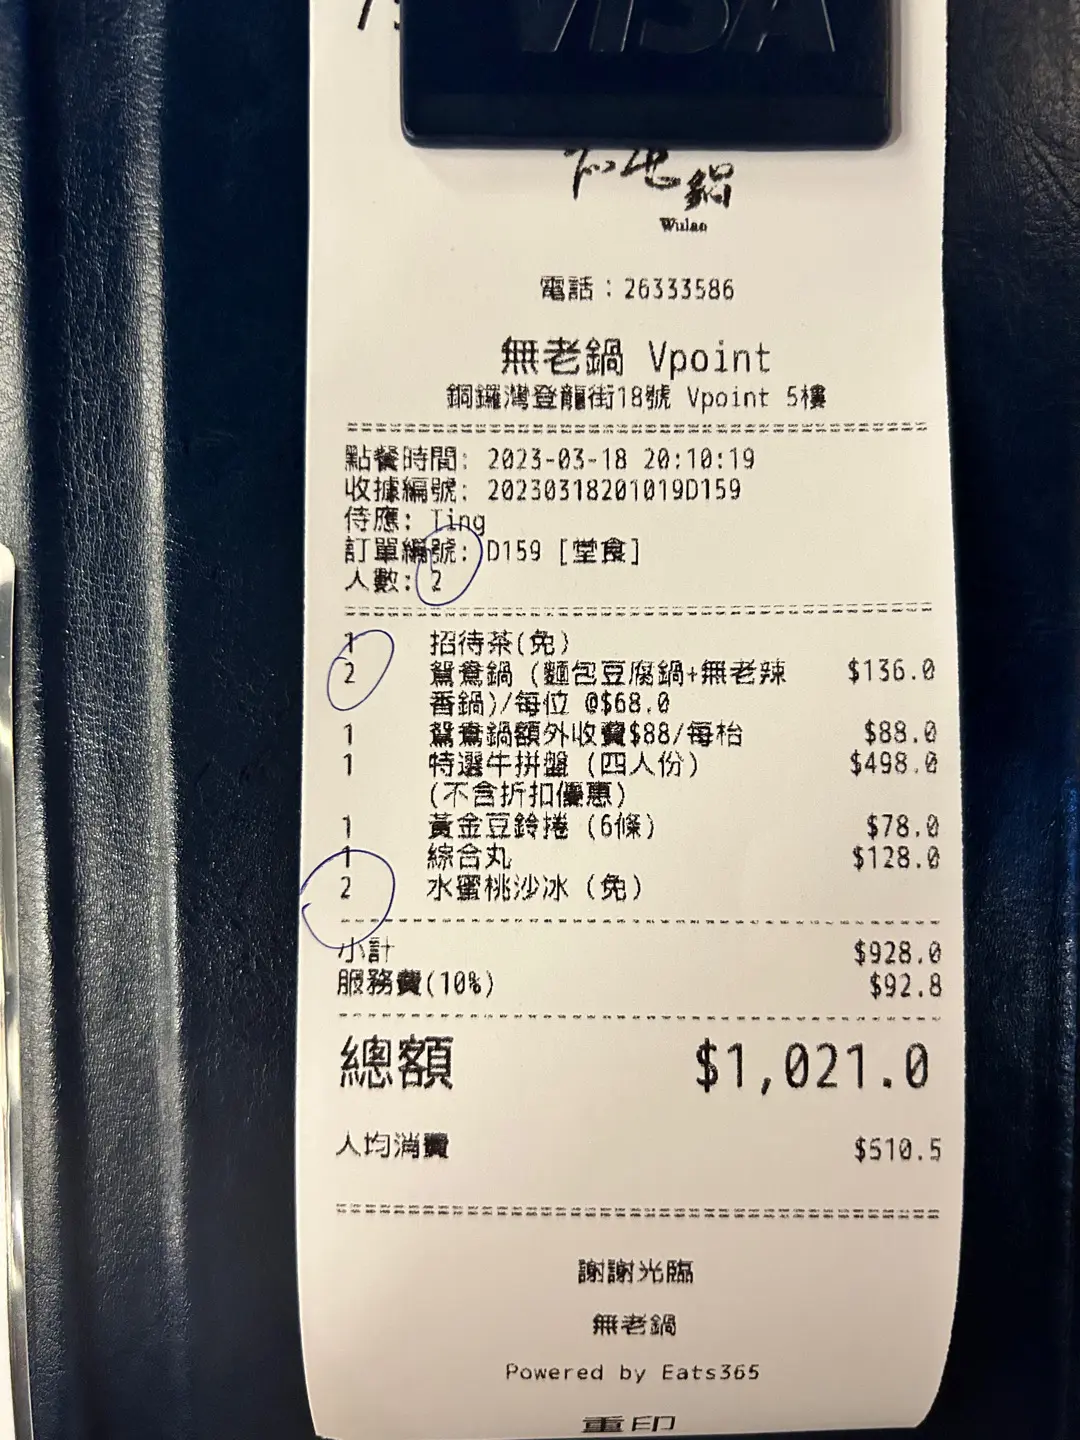 VISA
鍋
Wulao
電話：26333586
無老鍋 Vpoint
銅鑼灣登龍街18號 Vpoint 5樓
點餐時間: 2023-03-18 20:10:19
收據編號: 20230318201019D159
侍應: Ting
訂單編號: D159 [堂食]
人數: 2
1 招待茶(免)
2 鴛鴦鍋 (麵包豆腐鍋+無老辣 $136.0
番鍋)/每位 @$68.0
1 鴛鴦鍋額外收費$88/每枱 $88.0
1 特選牛拼盤 (四人份) $498.0
(不含折扣優惠)
1 黃金豆鈴捲 (6條) $78.0
1 綜合丸 $128.0
2 水蜜桃沙冰 (免)
小計 $928.0
服務費(10%) $92.8
總額 $1,021.0
人均消費 $510.5
謝謝光臨
無老鍋
Powered by Eats365
重印